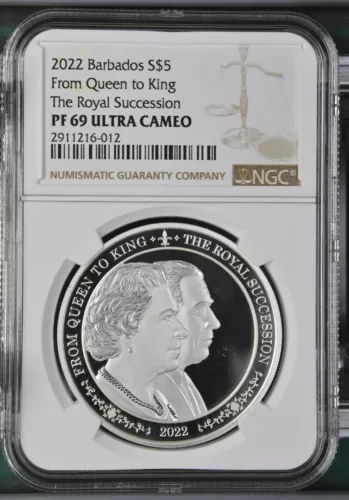 2022 Barbados S$5
From Queen to King
The Royal Succession
PF 69 ULTRA CAMEO
2911216-012
NUMISMATIC GUARANTY COMPANY NGC®
FROM QUEEN TO KING THE ROYAL SUCCESSION
2022